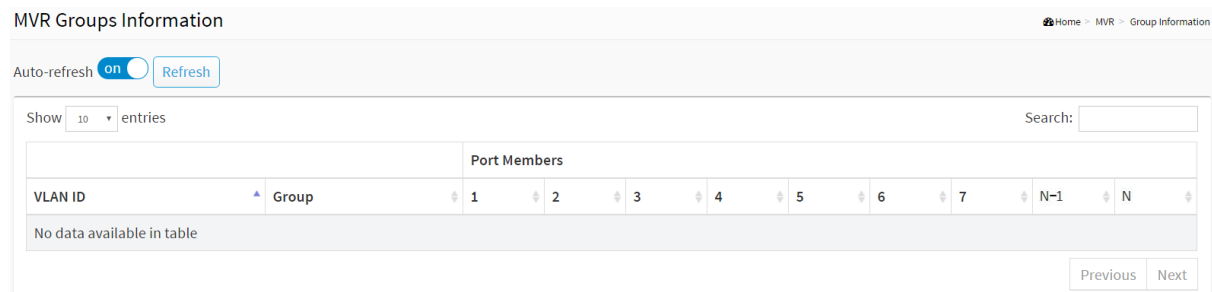 MVR Groups Information
Home > MVR > Group Information
Auto-refresh on Refresh
Show 10 entries Search:
Port Members
VLAN ID Group 1 2 3 4 5 6 7 N-1 N
No data available in table
Previous Next